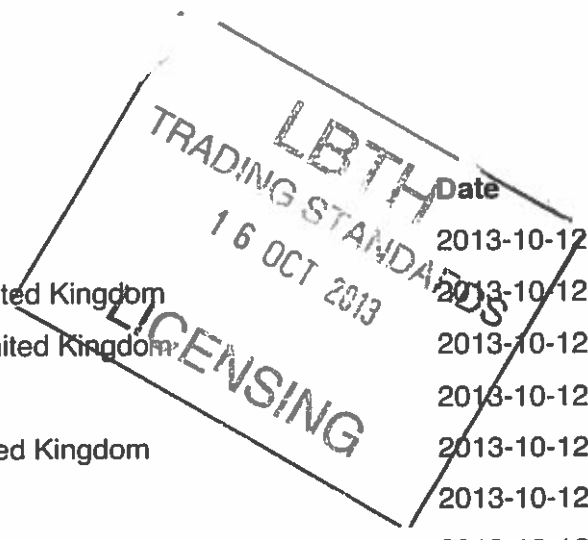 LBTH
TRADING STANDARDS
16 OCT 2013
LICENSING
Date
2013-10-12
ted Kingdom 2013-10-12
ited Kingdom 2013-10-12
2013-10-12
ed Kingdom 2013-10-12
2013-10-12